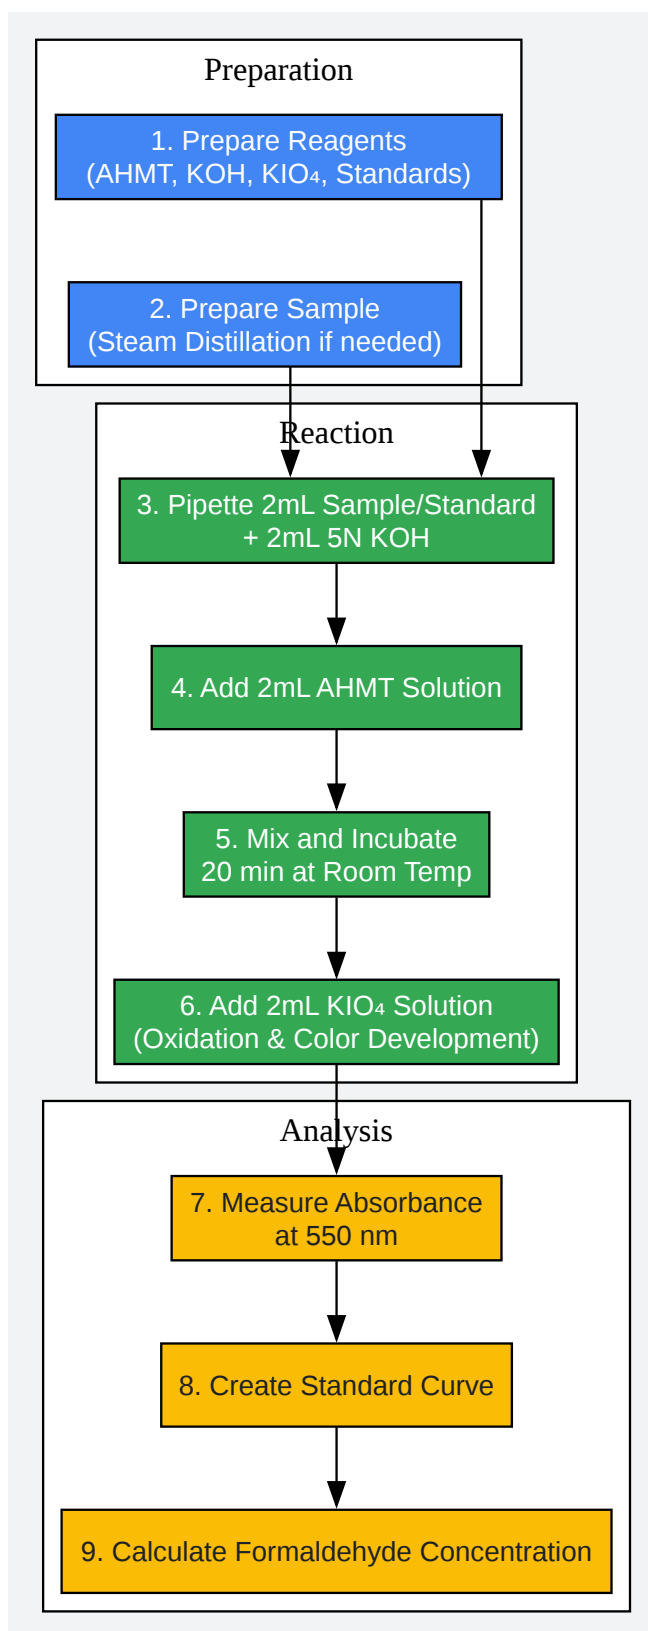 Preparation
1. Prepare Reagents
(AHMT, KOH, KIO₄, Standards)
2. Prepare Sample
(Steam Distillation if needed)
Reaction
3. Pipette 2mL Sample/Standard
+ 2mL 5N KOH
4. Add 2mL AHMT Solution
5. Mix and Incubate
20 min at Room Temp
6. Add 2mL KIO₄ Solution
(Oxidation & Color Development)
Analysis
7. Measure Absorbance
at 550 nm
8. Create Standard Curve
9. Calculate Formaldehyde Concentration